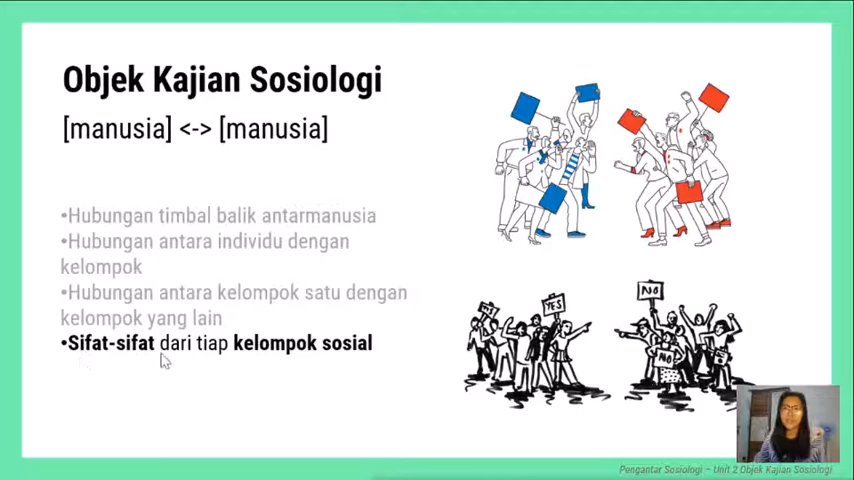 Objek Kajian Sosiologi
[manusia] <-> [manusia]
•Hubungan timbal balik antarmanusia
•Hubungan antara individu dengan
kelompok
•Hubungan antara kelompok satu dengan
kelompok yang lain
•Sifat-sifat dari tiap kelompok sosial
YES
YES
NO
NO
Pengantar Sosiologi – Unit 2 Objek Kajian Sosiologi